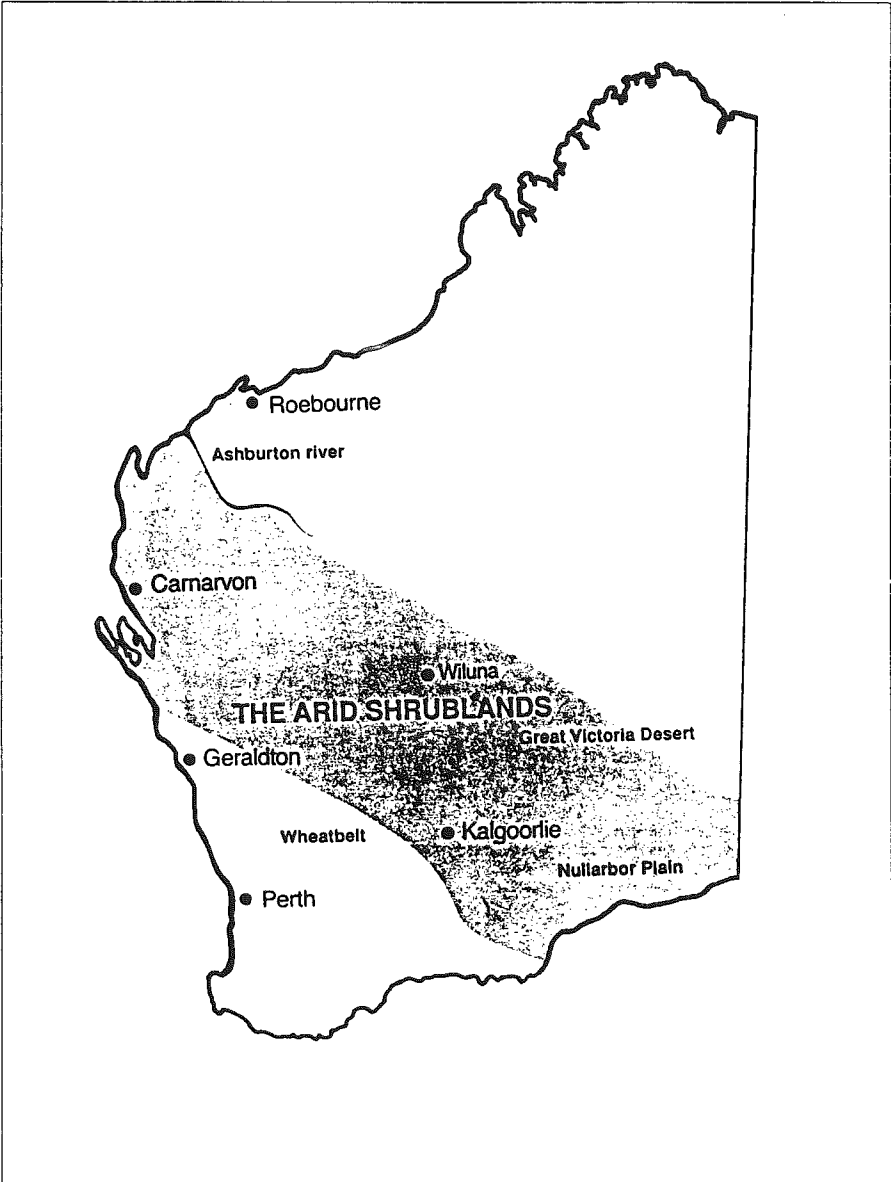 Roebourne
Ashburton river
Carnarvon
Wiluna
THE ARID SHRUBLANDS
Great Victoria Desert
Geraldton
Kalgoorlie
Wheatbelt
Nullarbor Plain
Perth